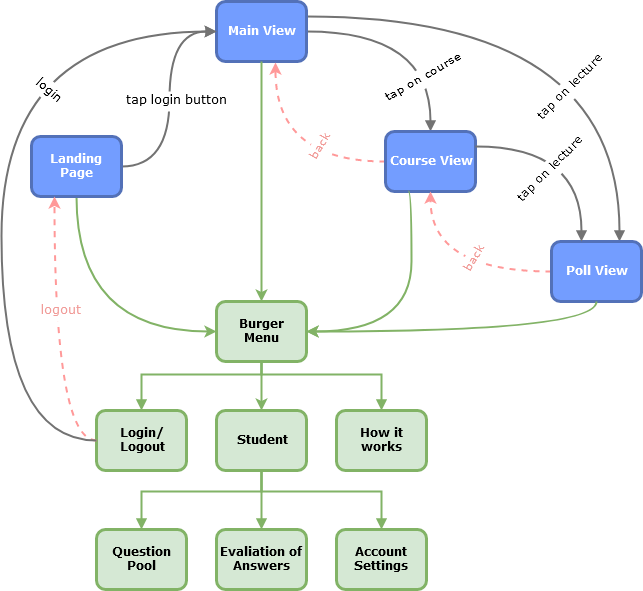 Main View
tap on course
tap on lecture
login
tap login button
back
Landing
Page
Course View
tap on lecture
back
Poll View
logout
Burger
Menu
Login/
Logout
Student
How it
works
Question
Pool
Evaliation of
Answers
Account
Settings